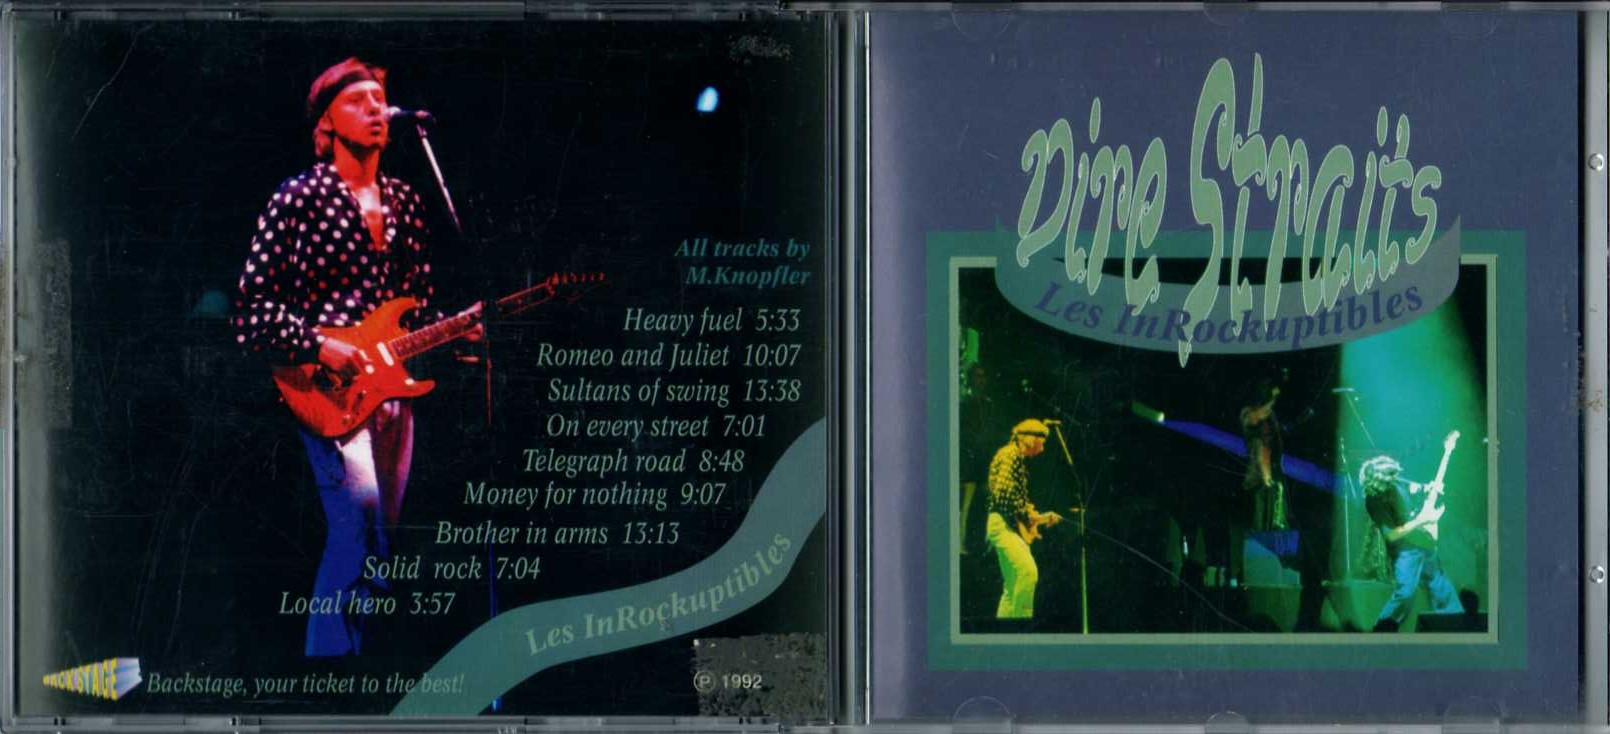 All tracks by
M.Knopfler
Heavy fuel 5:33
Romeo and Juliet 10:07
Sultans of swing 13:38
On every street 7:01
Telegraph road 8:48
Money for nothing 9:07
Brother in arms 13:13
Solid rock 7:04
Local hero 3:57
Les InRockuptibles
BACKSTAGE
Backstage, your ticket to the best!
℗ 1992
Dire Straits
Les InRockuptibles